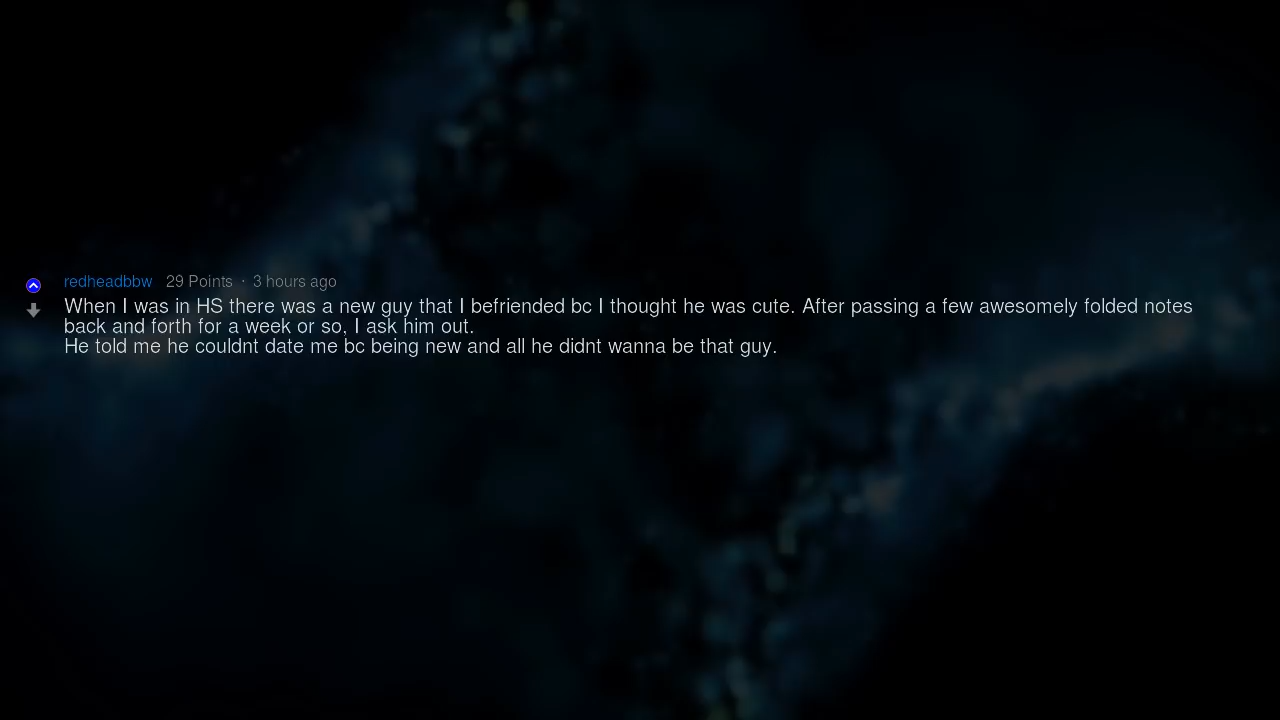 redheadbbw 29 Points · 3 hours ago
When I was in HS there was a new guy that I befriended bc I thought he was cute. After passing a few awesomely folded notes
back and forth for a week or so, I ask him out.
He told me he couldnt date me bc being new and all he didnt wanna be that guy.